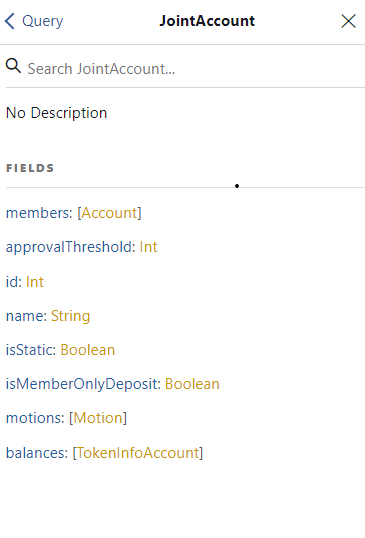 Query JointAccount
Search JointAccount...
No Description
FIELDS
members: [Account]
approvalThreshold: Int
id: Int
name: String
isStatic: Boolean
isMemberOnlyDeposit: Boolean
motions: [Motion]
balances: [TokenInfoAccount]